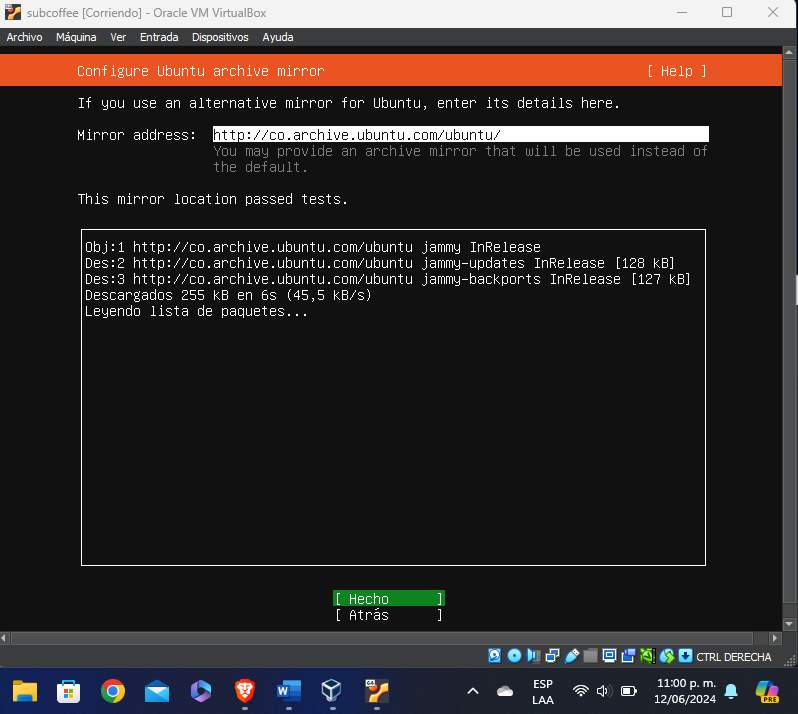 subcoffee [Corriendo] - Oracle VM VirtualBox
Archivo Máquina Ver Entrada Dispositivos Ayuda
Configure Ubuntu archive mirror [ Help ]
If you use an alternative mirror for Ubuntu, enter its details here.
Mirror address: http://co.archive.ubuntu.com/ubuntu/
You may provide an archive mirror that will be used instead of
the default.
This mirror location passed tests.
Obj:1 http://co.archive.ubuntu.com/ubuntu jammy InRelease
Des:2 http://co.archive.ubuntu.com/ubuntu jammy-updates InRelease [128 kB]
Des:3 http://co.archive.ubuntu.com/ubuntu jammy-backports InRelease [127 kB]
Descargados 255 kB en 6s (45,5 kB/s)
Leyendo lista de paquetes...
[ Hecho ]
[ Atrás ]
CTRL DERECHA
ESP
LAA
11:00 p. m.
12/06/2024
PRE